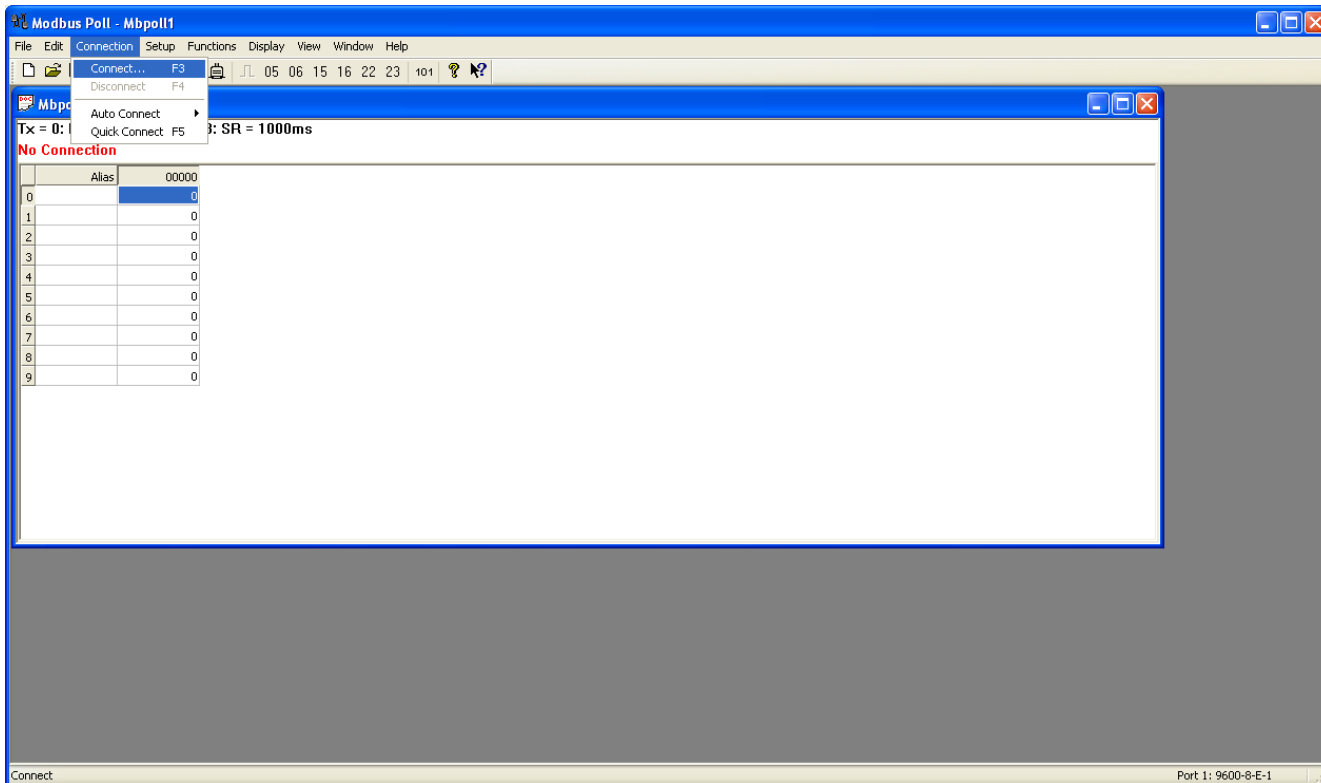 Modbus Poll - Mbpoll1
File Edit Connection Setup Functions Display View Window Help
Connect... F3
05 06 15 16 22 23 101
Disconnect F4
Auto Connect
Quick Connect F5
Tx = 0: 3: SR = 1000ms
No Connection
Alias 00000
0 0
1 0
2 0
3 0
4 0
5 0
6 0
7 0
8 0
9 0
Connect Port 1: 9600-8-E-1